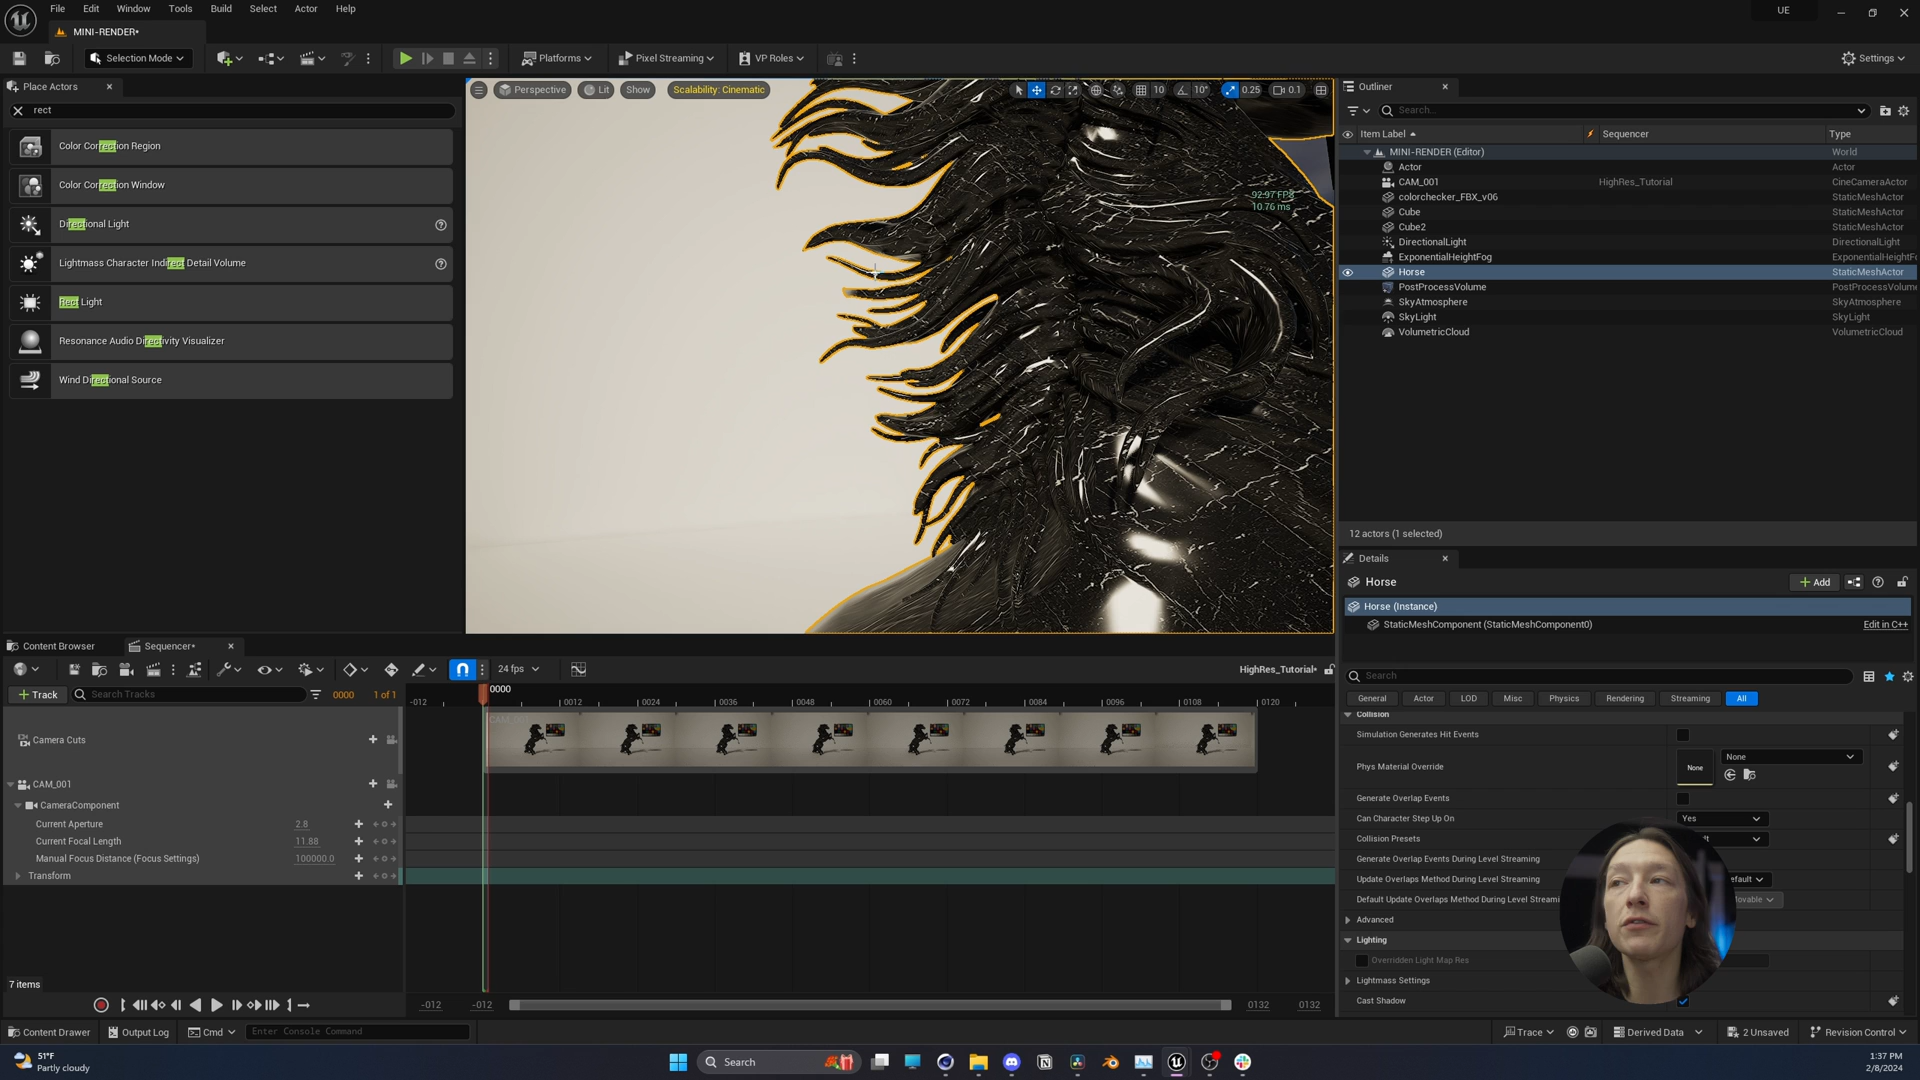 File Edit Window Tools Build Select Actor Help
UE
MINI-RENDER*
Selection Mode
Platforms
Pixel Streaming
VP Roles
Settings
Place Actors
rect
Color Correction Region
Color Correction Window
Directional Light
Lightmass Character Indirect Detail Volume
Rect Light
Resonance Audio Directivity Visualizer
Wind Directional Source
Perspective Lit Show Scalability: Cinematic
10 10° 0.25 0.1
92.97 FPS
10.76 ms
Outliner
Search...
Item Label Sequencer Type
MINI-RENDER (Editor) World
Actor Actor
CAM_001 HighRes_Tutorial CineCameraActor
colorchecker_FBX_v06 StaticMeshActor
Cube StaticMeshActor
Cube2 StaticMeshActor
DirectionalLight DirectionalLight
ExponentialHeightFog ExponentialHeightFo
Horse StaticMeshActor
PostProcessVolume PostProcessVolume
SkyAtmosphere SkyAtmosphere
SkyLight SkyLight
VolumetricCloud VolumetricCloud
12 actors (1 selected)
Details
Horse
Add
Horse (Instance)
StaticMeshComponent (StaticMeshComponent0) Edit in C++
Search
General Actor LOD Misc Physics Rendering Streaming All
Collision
Simulation Generates Hit Events
Phys Material Override None None
Generate Overlap Events
Can Character Step Up On Yes
Collision Presets
Generate Overlap Events During Level Streaming
Update Overlaps Method During Level Streaming efault
Default Update Overlaps Method During Level Streami ovable
Advanced
Lighting
Overridden Light Map Res
Lightmass Settings
Cast Shadow
Content Browser
Sequencer*
24 fps
HighRes_Tutorial*
Track
Search Tracks
0000 1 of 1
-012 0000 0012 0024 0036 0048 0060 0072 0084 0096 0108 0120
Camera Cuts
CAM_001
CameraComponent
Current Aperture 2.8
Current Focal Length 11.88
Manual Focus Distance (Focus Settings) 100000.0
Transform
7 items
-012 -012 0132 0132
Content Drawer
Output Log
Cmd
Enter Console Command
Trace
Derived Data
2 Unsaved
Revision Control
51°F
Partly cloudy
Search
1:37 PM
2/8/2024